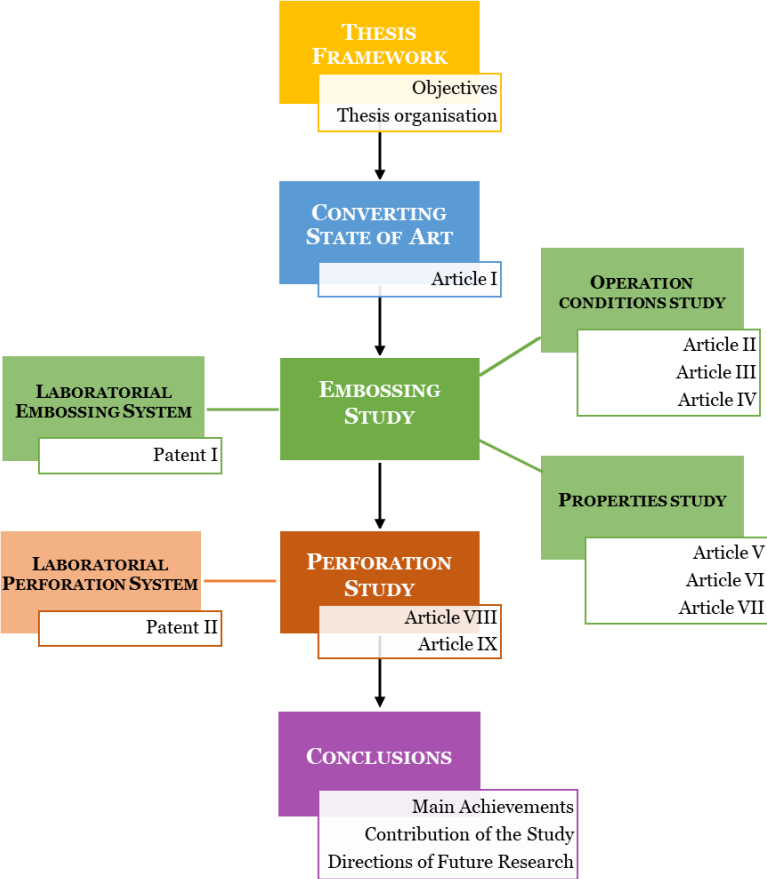 THESIS
FRAMEWORK
Objectives
Thesis organisation
CONVERTING
STATE OF ART
Article I
OPERATION
CONDITIONS STUDY
Article II
Article III
Article IV
LABORATORIAL
EMBOSSING SYSTEM
Patent I
EMBOSSING
STUDY
PROPERTIES STUDY
Article V
Article VI
Article VII
LABORATORIAL
PERFORATION SYSTEM
Patent II
PERFORATION
STUDY
Article VIII
Article IX
CONCLUSIONS
Main Achievements
Contribution of the Study
Directions of Future Research